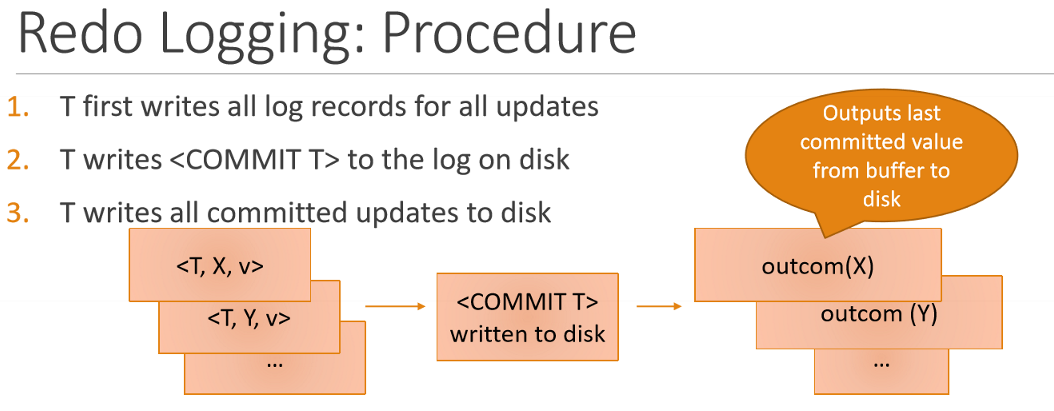 Redo Logging: Procedure
1. T first writes all log records for all updates
2. T writes <COMMIT T> to the log on disk
3. T writes all committed updates to disk
Outputs last
committed value
from buffer to
disk
<T, X, v>
<T, Y, v>
...
<COMMIT T>
written to disk
outcom(X)
outcom (Y)
...